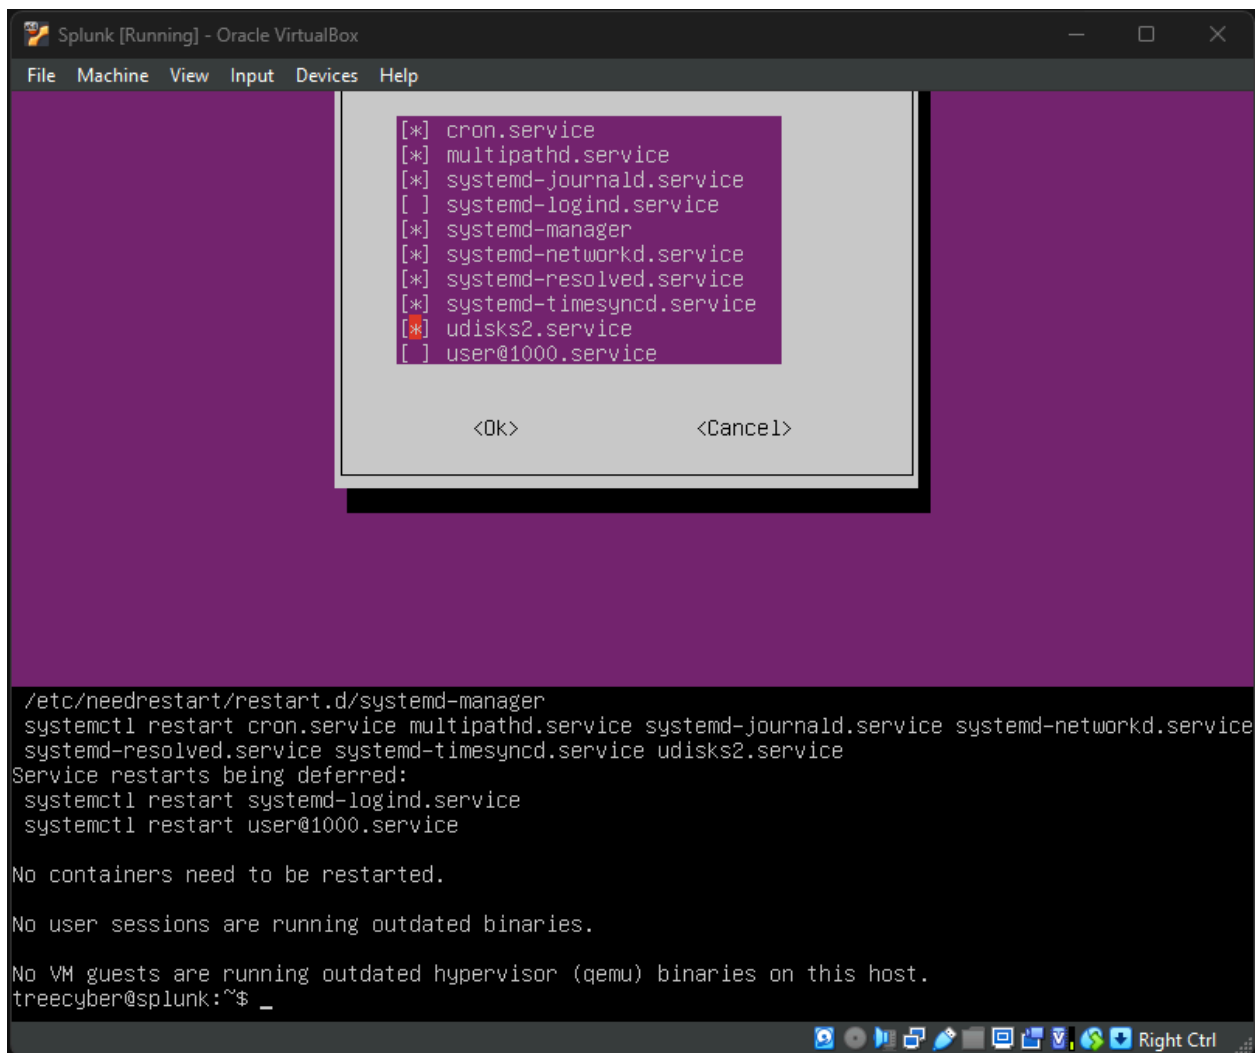 Splunk [Running] - Oracle VirtualBox
File Machine View Input Devices Help
[*] cron.service
[*] multipathd.service
[*] systemd-journald.service
[ ] systemd-logind.service
[*] systemd-manager
[*] systemd-networkd.service
[*] systemd-resolved.service
[*] systemd-timesyncd.service
[*] udisks2.service
[ ] user@1000.service
<Ok> <Cancel>
/etc/needrestart/restart.d/systemd-manager
systemctl restart cron.service multipathd.service systemd-journald.service systemd-networkd.service
systemd-resolved.service systemd-timesyncd.service udisks2.service
Service restarts being deferred:
systemctl restart systemd-logind.service
systemctl restart user@1000.service
No containers need to be restarted.
No user sessions are running outdated binaries.
No VM guests are running outdated hypervisor (qemu) binaries on this host.
treecyber@splunk:~$ _
Right Ctrl